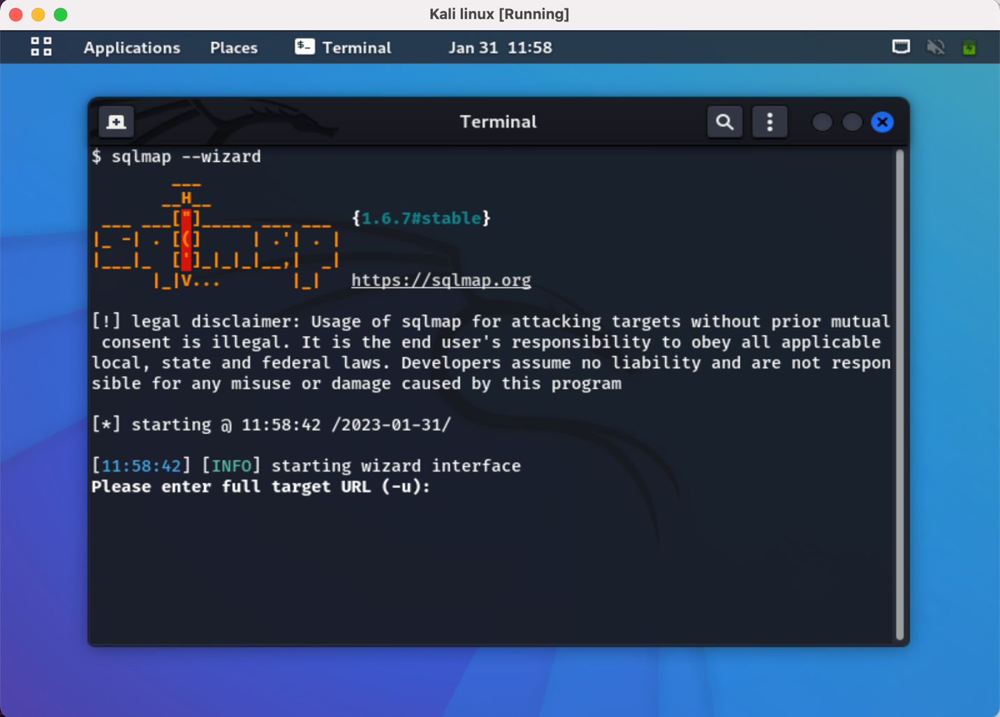 Kali linux [Running]
Applications Places $- Terminal Jan 31 11:58
Terminal
$ sqlmap --wizard
        ___
       __H__
 ___ ___["]_____ ___ ___  {1.6.7#stable}
|_ -| . [(]     | .'| . |
|___|_  [']_|_|_|__,|  _|
      |_|V...       |_|   https://sqlmap.org
[!] legal disclaimer: Usage of sqlmap for attacking targets without prior mutual
 consent is illegal. It is the end user's responsibility to obey all applicable
local, state and federal laws. Developers assume no liability and are not respon
sible for any misuse or damage caused by this program
[*] starting @ 11:58:42 /2023-01-31/
[11:58:42] [INFO] starting wizard interface
Please enter full target URL (-u):